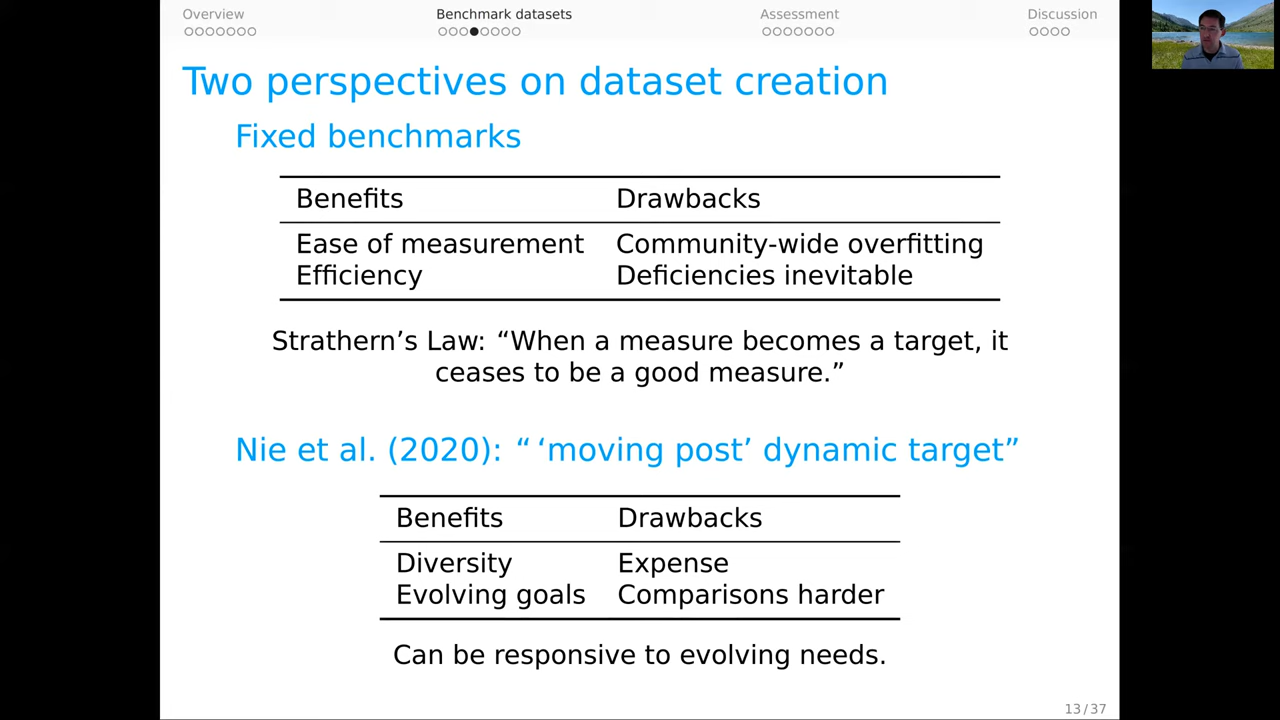 Overview Benchmark datasets Assessment Discussion
Two perspectives on dataset creation
Fixed benchmarks
Benefits Drawbacks
Ease of measurement Community-wide overfitting
Efficiency Deficiencies inevitable
Strathern’s Law: “When a measure becomes a target, it
ceases to be a good measure.”
Nie et al. (2020): “ ‘moving post’ dynamic target”
Benefits Drawbacks
Diversity Expense
Evolving goals Comparisons harder
Can be responsive to evolving needs.
13/37